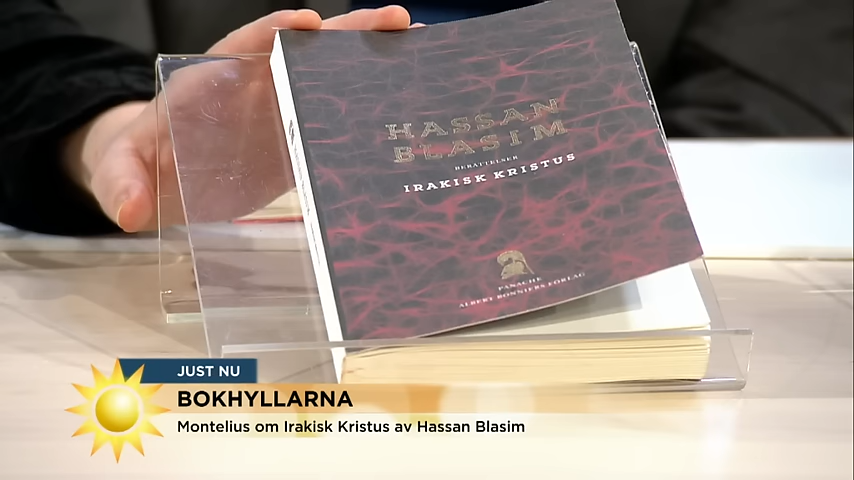 HASSAN
BLASIM
BERÄTTELSER
IRAKISK KRISTUS
PANACHE
ALBERT BONNIERS FÖRLAG
JUST NU
BOKHYLLARNA
Montelius om Irakisk Kristus av Hassan Blasim